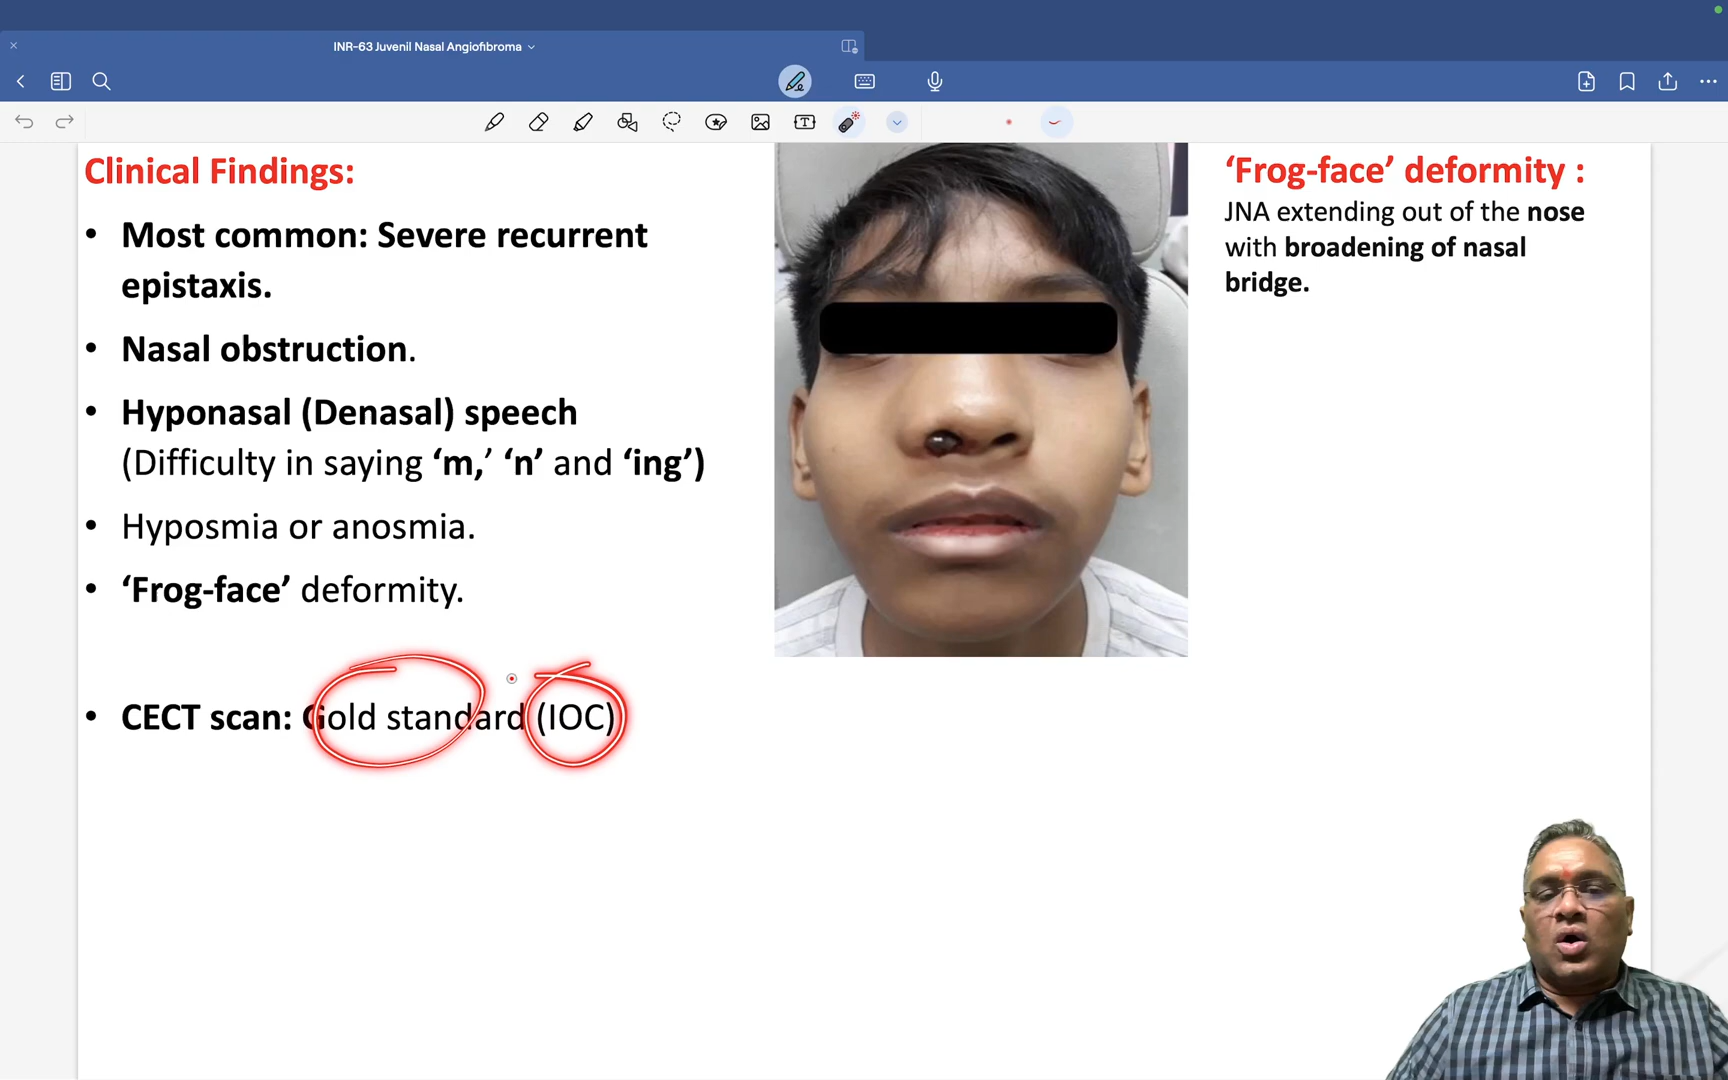 INR-63 Juvenil Nasal Angiofibroma
Clinical Findings:
• Most common: Severe recurrent
epistaxis.
• Nasal obstruction.
• Hyponasal (Denasal) speech
(Difficulty in saying ‘m,’ ‘n’ and ‘ing’)
• Hyposmia or anosmia.
• ‘Frog-face’ deformity.
• CECT scan: Gold standard (IOC)
‘Frog-face’ deformity :
JNA extending out of the nose
with broadening of nasal
bridge.